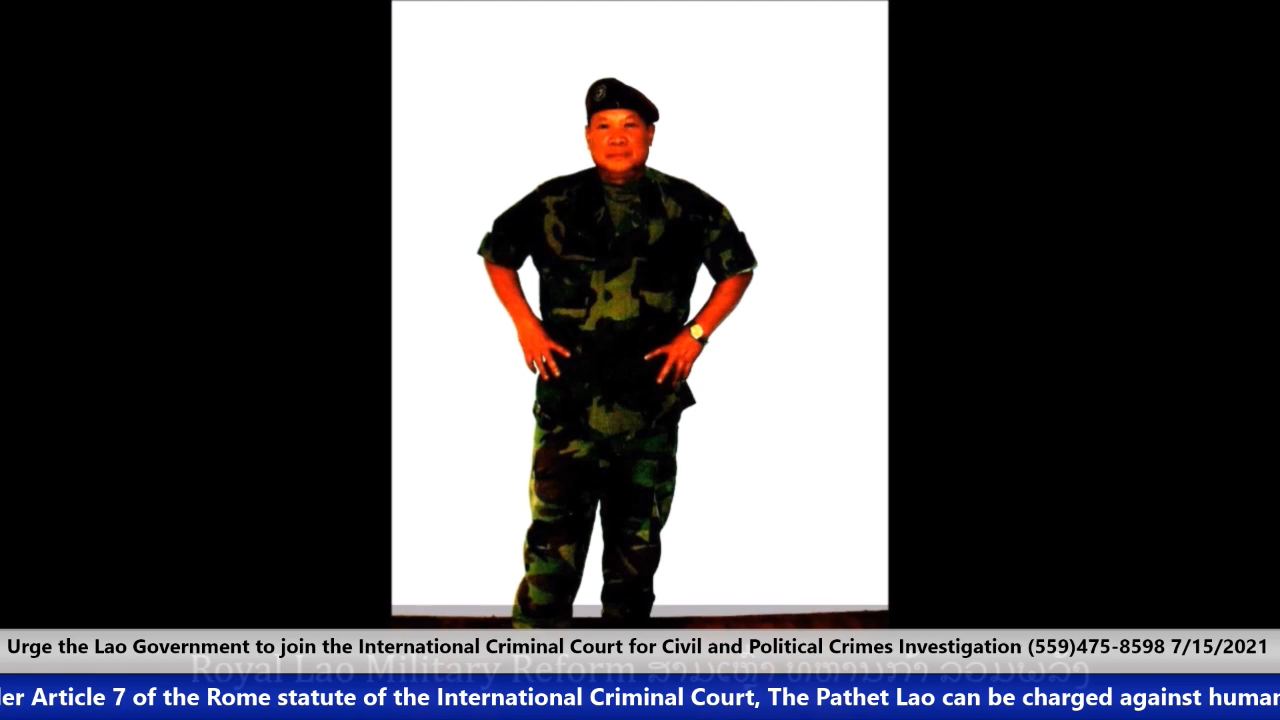 Urge the Lao Government to join the International Criminal Court for Civil and Political Crimes Investigation (559)475-8598 7/15/2021
Royal Lao Military Reform
er Article 7 of the Rome statute of the International Criminal Court, The Pathet Lao can be charged against human